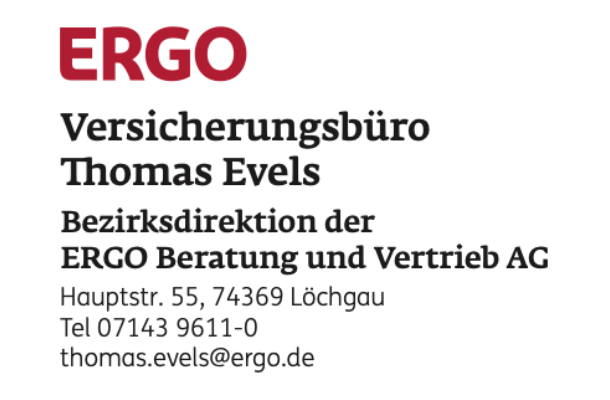 ERGO
Versicherungsbüro
Thomas Evels
Bezirksdirektion der
ERGO Beratung und Vertrieb AG
Hauptstr. 55, 74369 Löchgau
Tel 07143 9611-0
thomas.evels@ergo.de